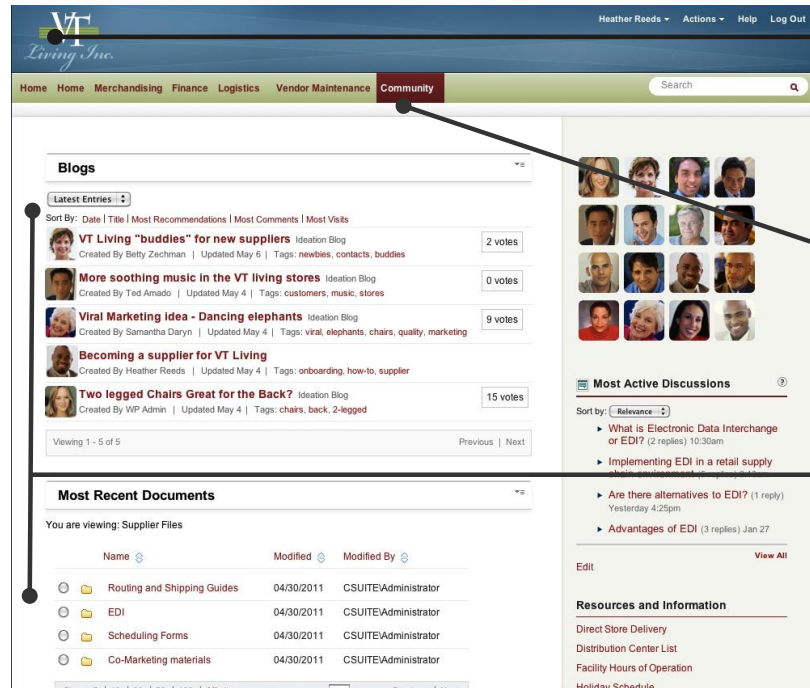 VT
Living Inc.
Heather Reeds Actions Help Log Out
Home Home Merchandising Finance Logistics Vendor Maintenance Community
Search
Blogs
Latest Entries
Sort By: Date | Title | Most Recommendations | Most Comments | Most Visits
VT Living "buddies" for new suppliers Ideation Blog
2 votes
Created By Betty Zechman | Updated May 6 | Tags: newbies, contacts, buddies
More soothing music in the VT living stores Ideation Blog
0 votes
Created By Ted Amado | Updated May 4 | Tags: customers, music, stores
Viral Marketing idea - Dancing elephants Ideation Blog
9 votes
Created By Samantha Daryn | Updated May 4 | Tags: viral, elephants, chairs, quality, marketing
Becoming a supplier for VT Living
Created By Heather Reeds | Updated May 4 | Tags: onboarding, how-to, supplier
Two legged Chairs Great for the Back? Ideation Blog
15 votes
Created By WP Admin | Updated May 4 | Tags: chairs, back, 2-legged
Viewing 1 - 5 of 5 Previous | Next
Most Recent Documents
You are viewing: Supplier Files
Name Modified Modified By
Routing and Shipping Guides 04/30/2011 CSUITE\Administrator
EDI 04/30/2011 CSUITE\Administrator
Scheduling Forms 04/30/2011 CSUITE\Administrator
Co-Marketing materials 04/30/2011 CSUITE\Administrator
Most Active Discussions
Sort by: Relevance
What is Electronic Data Interchange
or EDI? (2 replies) 10:30am
Implementing EDI in a retail supply
Are there alternatives to EDI? (1 reply)
Yesterday 4:25pm
Advantages of EDI (3 replies) Jan 27
View All
Edit
Resources and Information
Direct Store Delivery
Distribution Center List
Facility Hours of Operation
Holiday Schedule